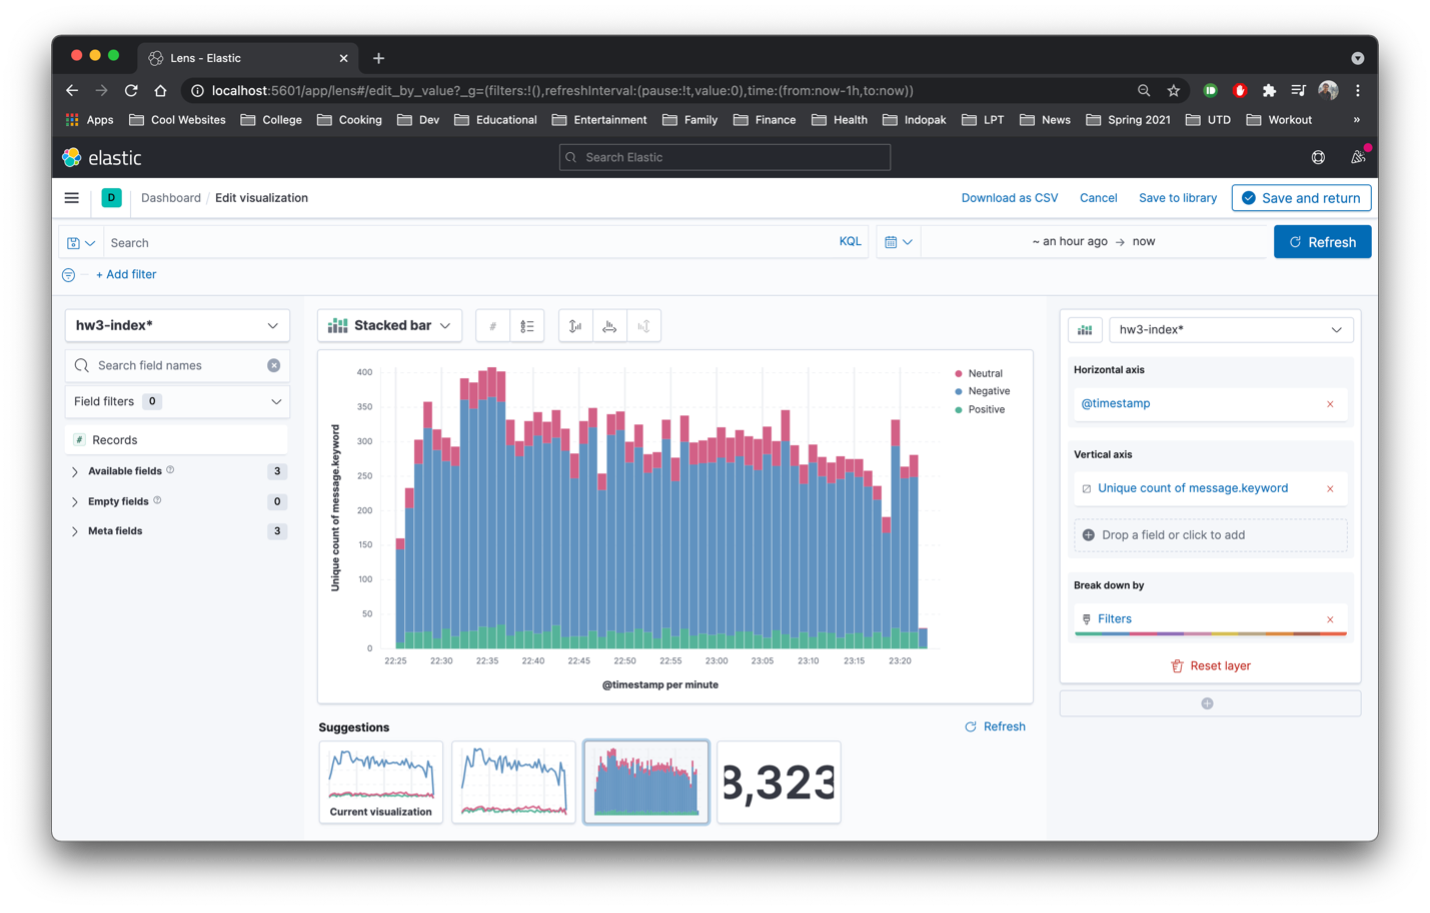 Lens - Elastic
localhost:5601/app/lens#/edit_by_value?_g=(filters:!(),refreshInterval:(pause:!t,value:0),time:(from:now-1h,to:now))
Apps Cool Websites College Cooking Dev Educational Entertainment Family Finance Health Indopak LPT News Spring 2021 UTD Workout »
elastic
Search Elastic
D
Dashboard / Edit visualization
Download as CSV Cancel Save to library Save and return
Search
KQL
~ an hour ago → now
Refresh
+ Add filter
hw3-index*
Search field names
Field filters 0
# Records
Available fields 3
Empty fields 0
Meta fields 3
Stacked bar
400
350
300
250
200
150
100
50
0
Unique count of message.keyword
22:25 22:30 22:35 22:40 22:45 22:50 22:55 23:00 23:05 23:10 23:15 23:20
@timestamp per minute
Neutral
Negative
Positive
Suggestions
Refresh
Current visualization
8,323
hw3-index*
Horizontal axis
@timestamp
Vertical axis
Unique count of message.keyword
Drop a field or click to add
Break down by
Filters
Reset layer